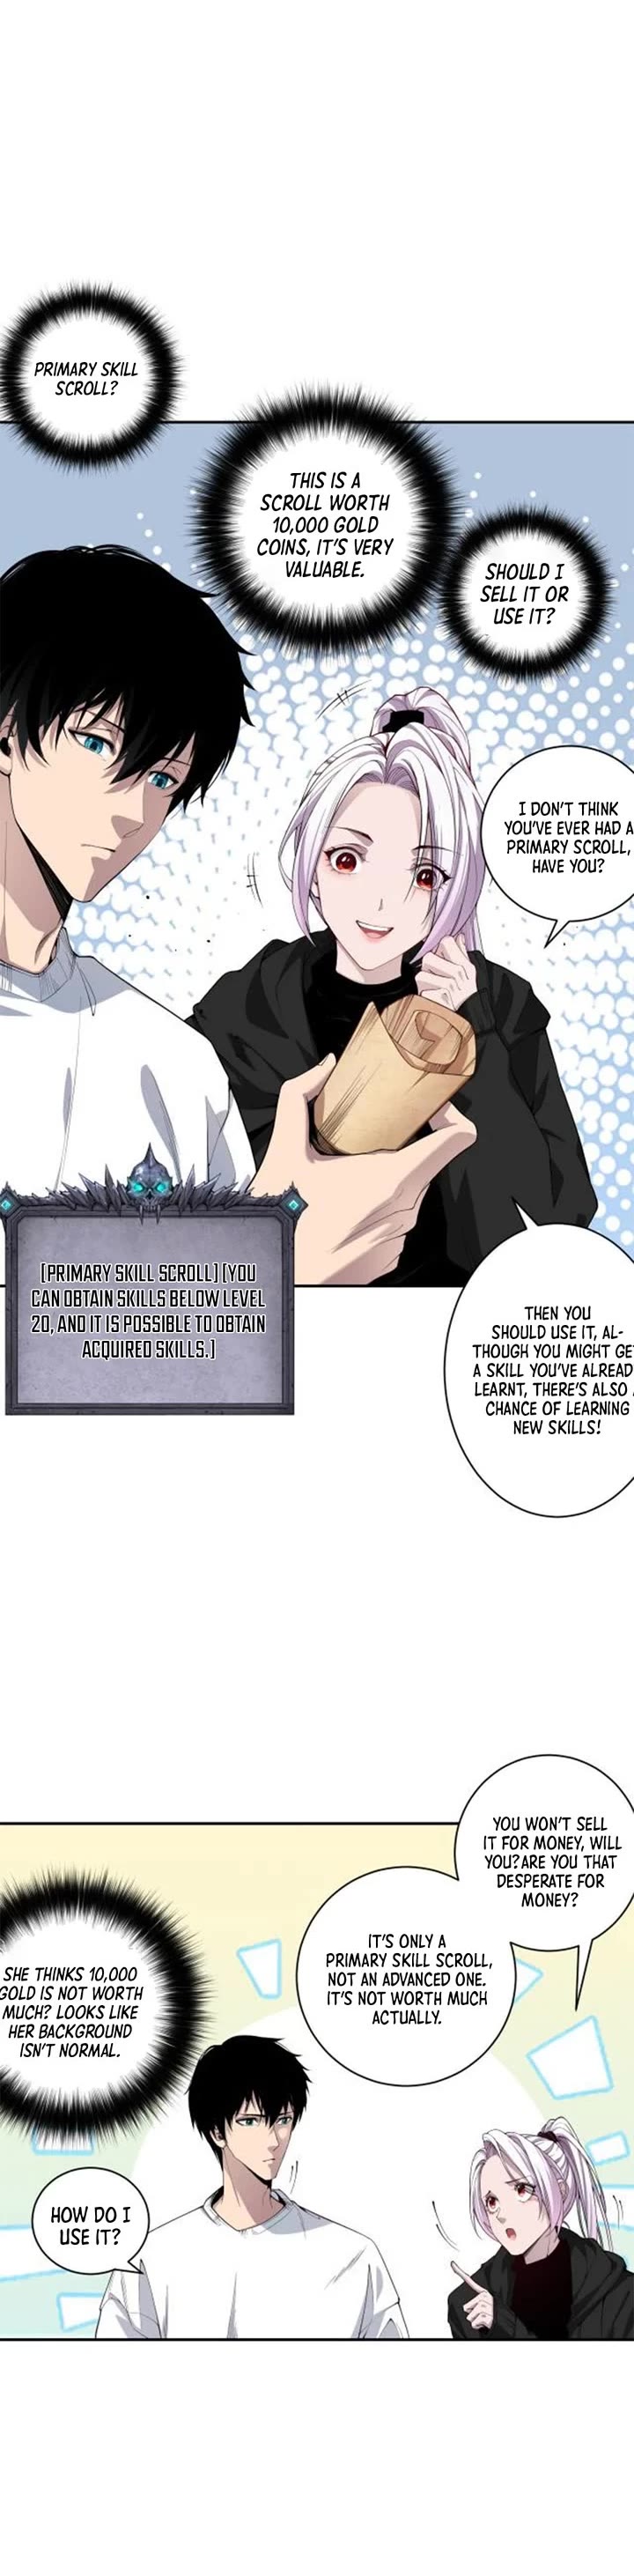 PRIMARY SKILL
SCROLL?
THIS IS A
SCROLL WORTH
10,000 GOLD
COINS, IT'S VERY
VALUABLE.
SHOULD I
SELL IT OR
USE IT?
I DON'T THINK
YOU'VE EVER HAD A
PRIMARY SCROLL,
HAVE YOU?
[PRIMARY SKILL SCROLL] [YOU
CAN OBTAIN SKILLS BELOW LEVEL
20, AND IT IS POSSIBLE TO OBTAIN
ACQUIRED SKILLS.]
THEN YOU
SHOULD USE IT, AL-
THOUGH YOU MIGHT GET
A SKILL YOU'VE ALREAD
LEARNT, THERE'S ALSO A
CHANCE OF LEARNING
NEW SKILLS!
YOU WON'T SELL
IT FOR MONEY, WILL
YOU?ARE YOU THAT
DESPERATE FOR
MONEY?
IT'S ONLY A
PRIMARY SKILL SCROLL,
NOT AN ADVANCED ONE.
IT'S NOT WORTH MUCH
ACTUALLY.
SHE THINKS 10,000
GOLD IS NOT WORTH
MUCH? LOOKS LIKE
HER BACKGROUND
ISN'T NORMAL.
HOW DO I
USE IT?